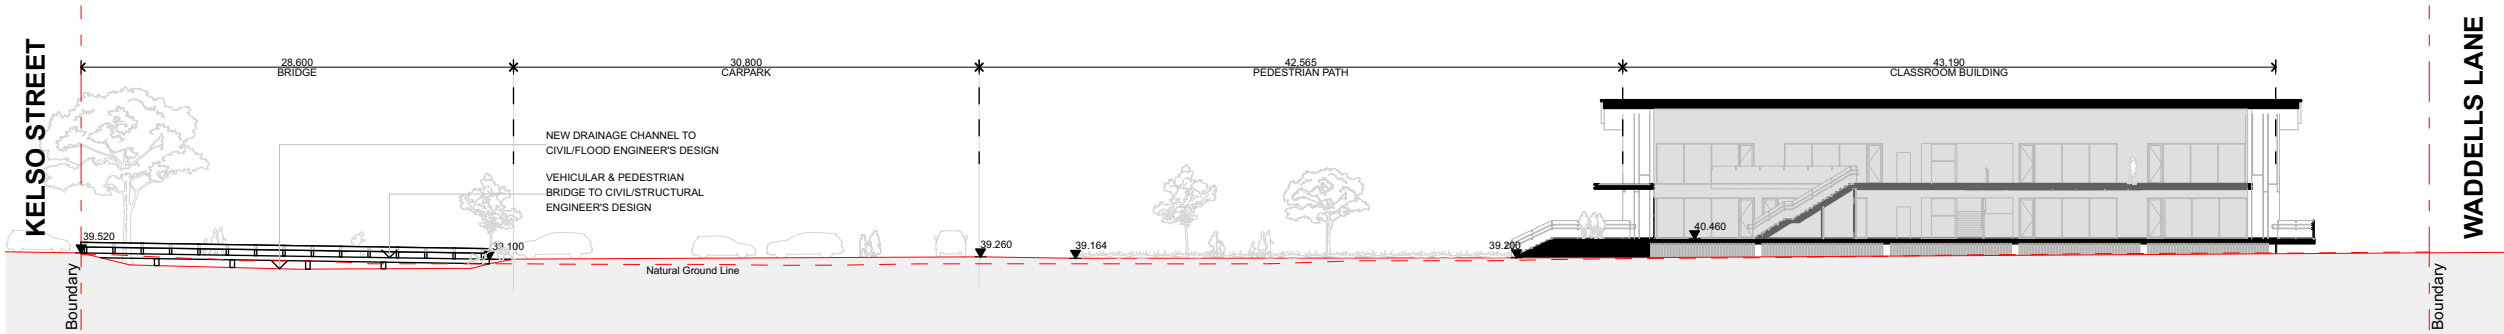 KELSO STREET
28,600
BRIDGE
30,800
CARPARK
42,565
PEDESTRIAN PATH
43,190
CLASSROOM BUILDING
WADDELLS LANE
NEW DRAINAGE CHANNEL TO
CIVIL/FLOOD ENGINEER'S DESIGN
VEHICULAR & PEDESTRIAN
BRIDGE TO CIVIL/STRUCTURAL
ENGINEER'S DESIGN
39.520
39.100
39.260
39.164
39.200
40.460
Natural Ground Line
Boundary
Boundary